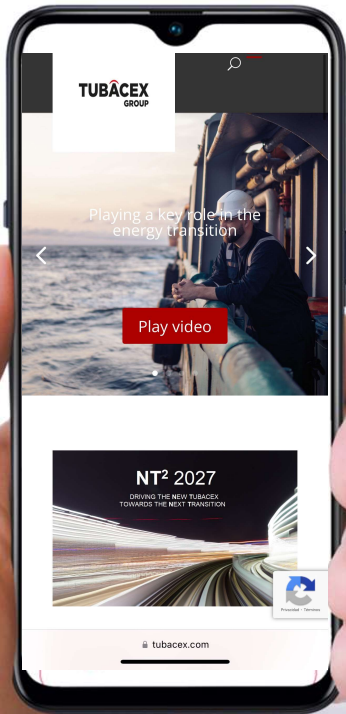 TUBACEX
GROUP
Playing a key role in the
energy transition
Play video
NT² 2027
DRIVING THE NEW TUBACEX
TOWARDS THE NEXT TRANSITION
Privacidad - Términos
tubacex.com